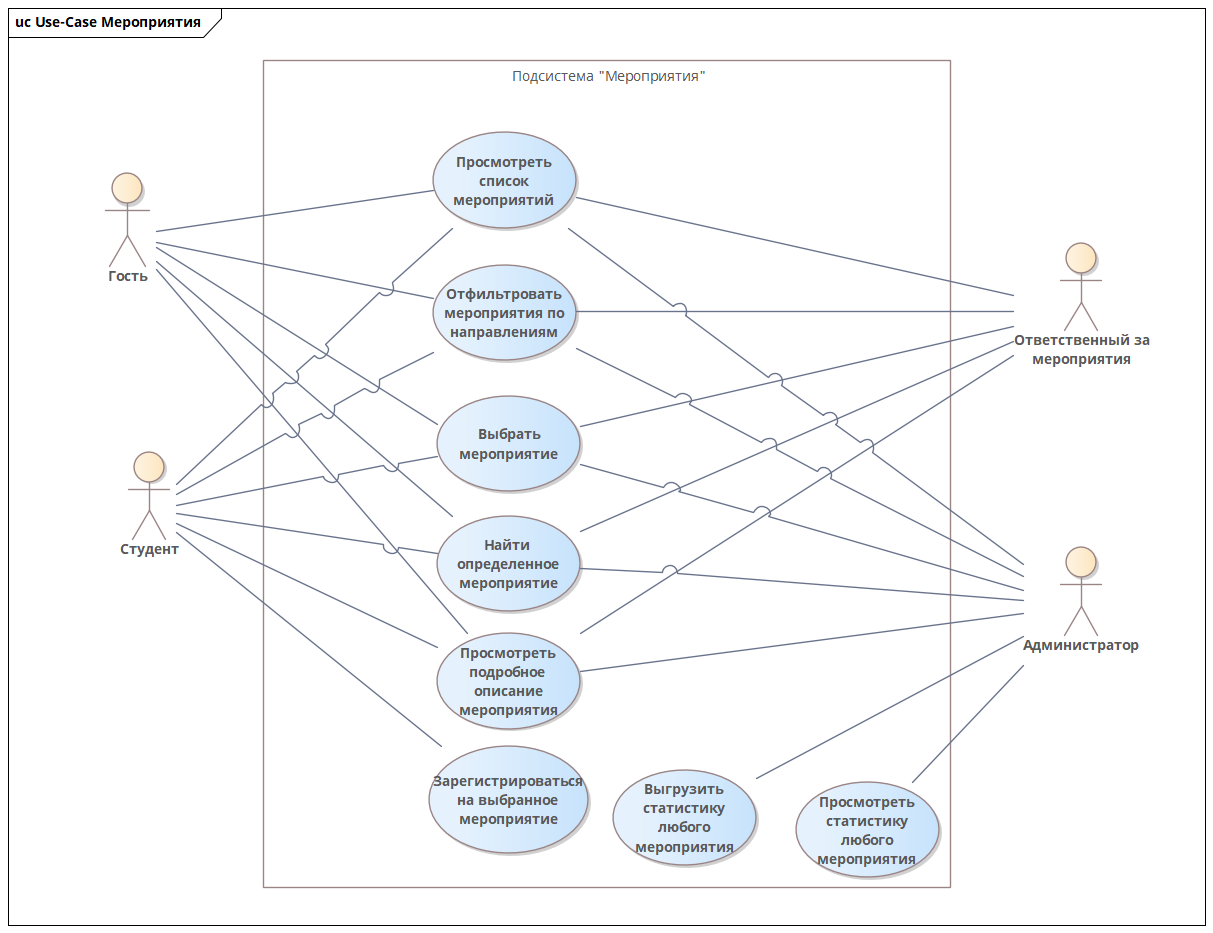 uc Use-Case Мероприятия
Подсистема "Мероприятия"
Просмотреть
список
мероприятий
Гость
Отфильтровать
мероприятия по
направлениям
Ответственный за
мероприятия
Выбрать
мероприятие
Студент
Найти
определенное
мероприятие
Администратор
Просмотреть
подробное
описание
мероприятия
Зарегистрироваться
на выбранное
мероприятие
Выгрузить
статистику
любого
мероприятия
Просмотреть
статистику
любого
мероприятия